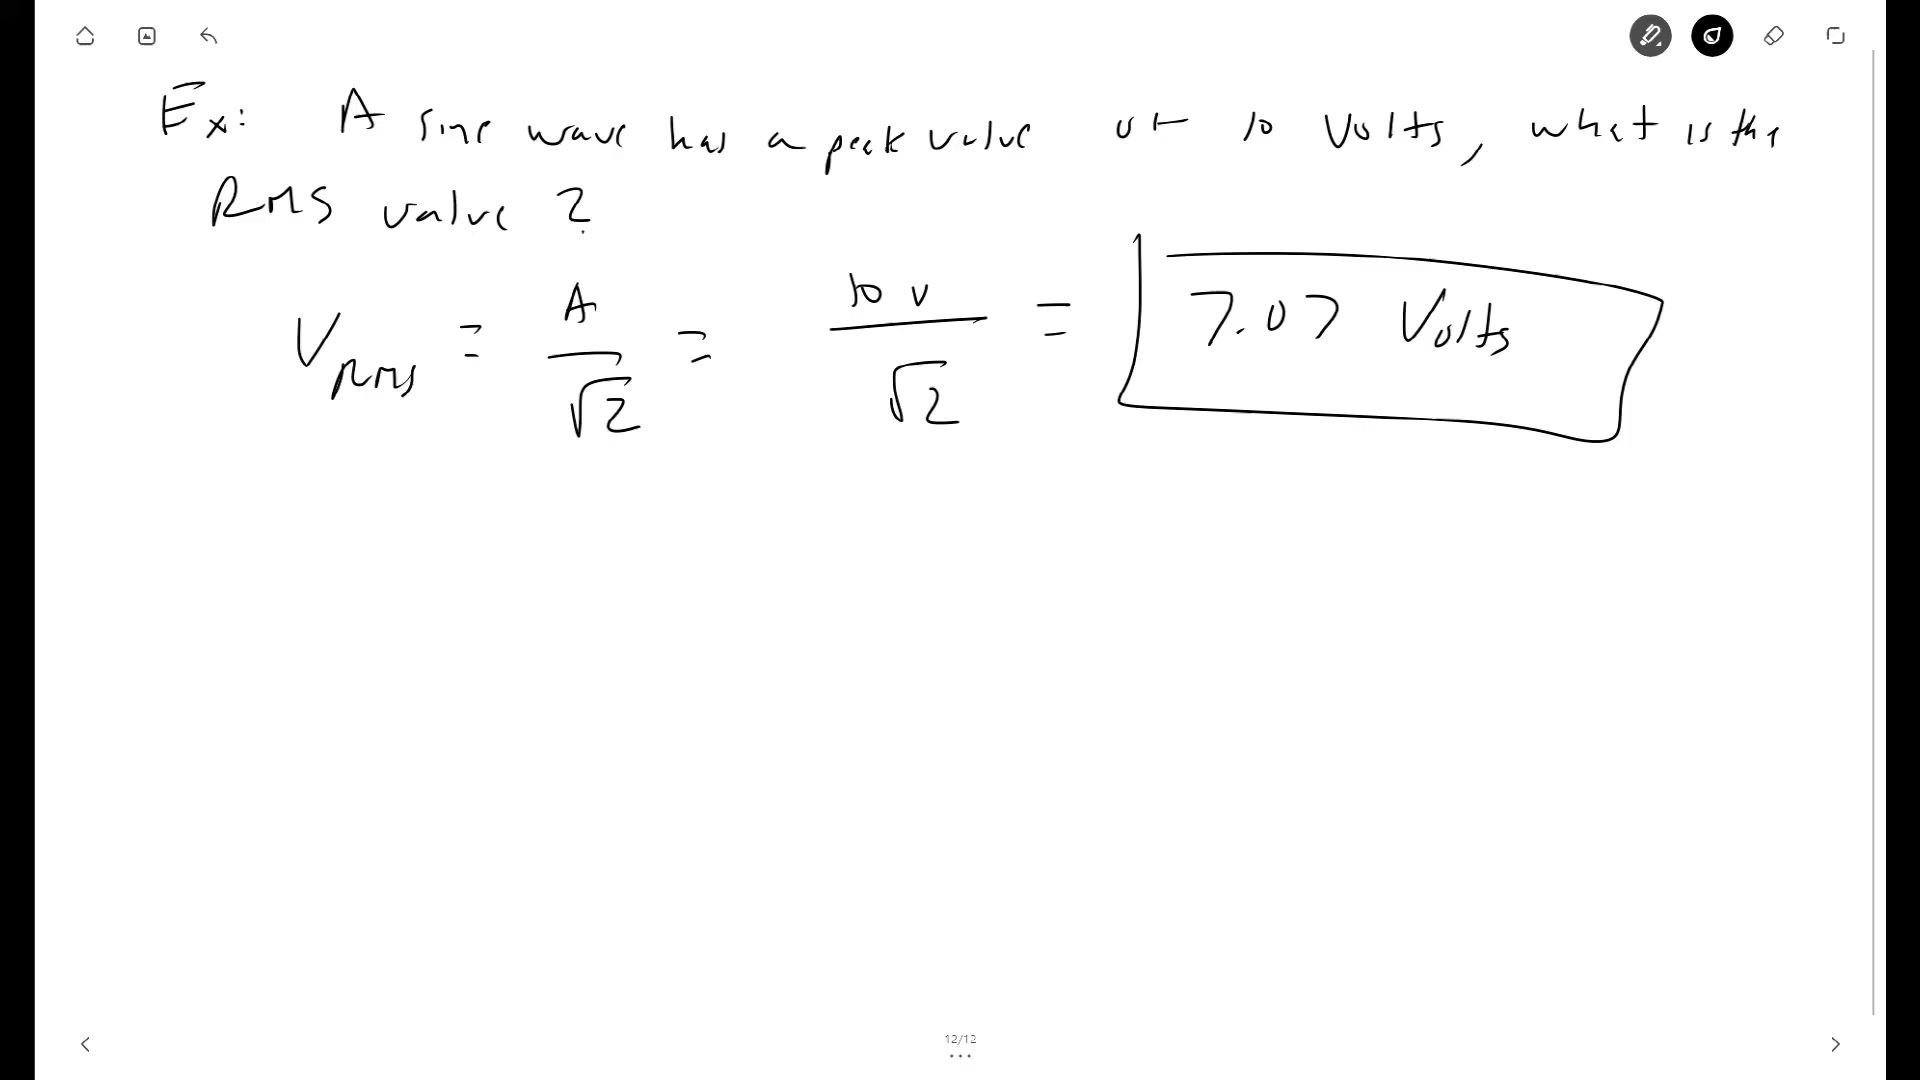 Ex: A sine wave has a peak value of 10 Volts, what is the
RMS value ?
V_RMS = A/√2 = 10 V/√2 = 7.07 Volts
12/12